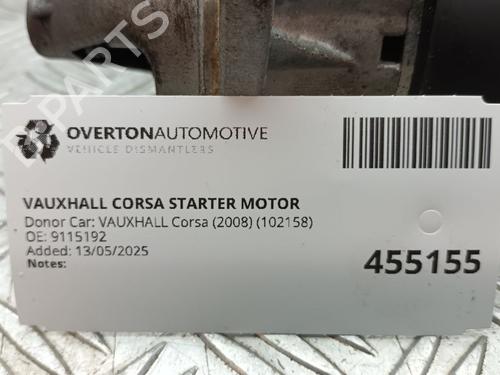 OVERTONAUTOMOTIVE
VEHICLE DISMANTLERS
VAUXHALL CORSA STARTER MOTOR
Donor Car: VAUXHALL Corsa (2008) (102158)
OE: 9115192
Added: 13/05/2025
Notes:
455155
B-PARTS